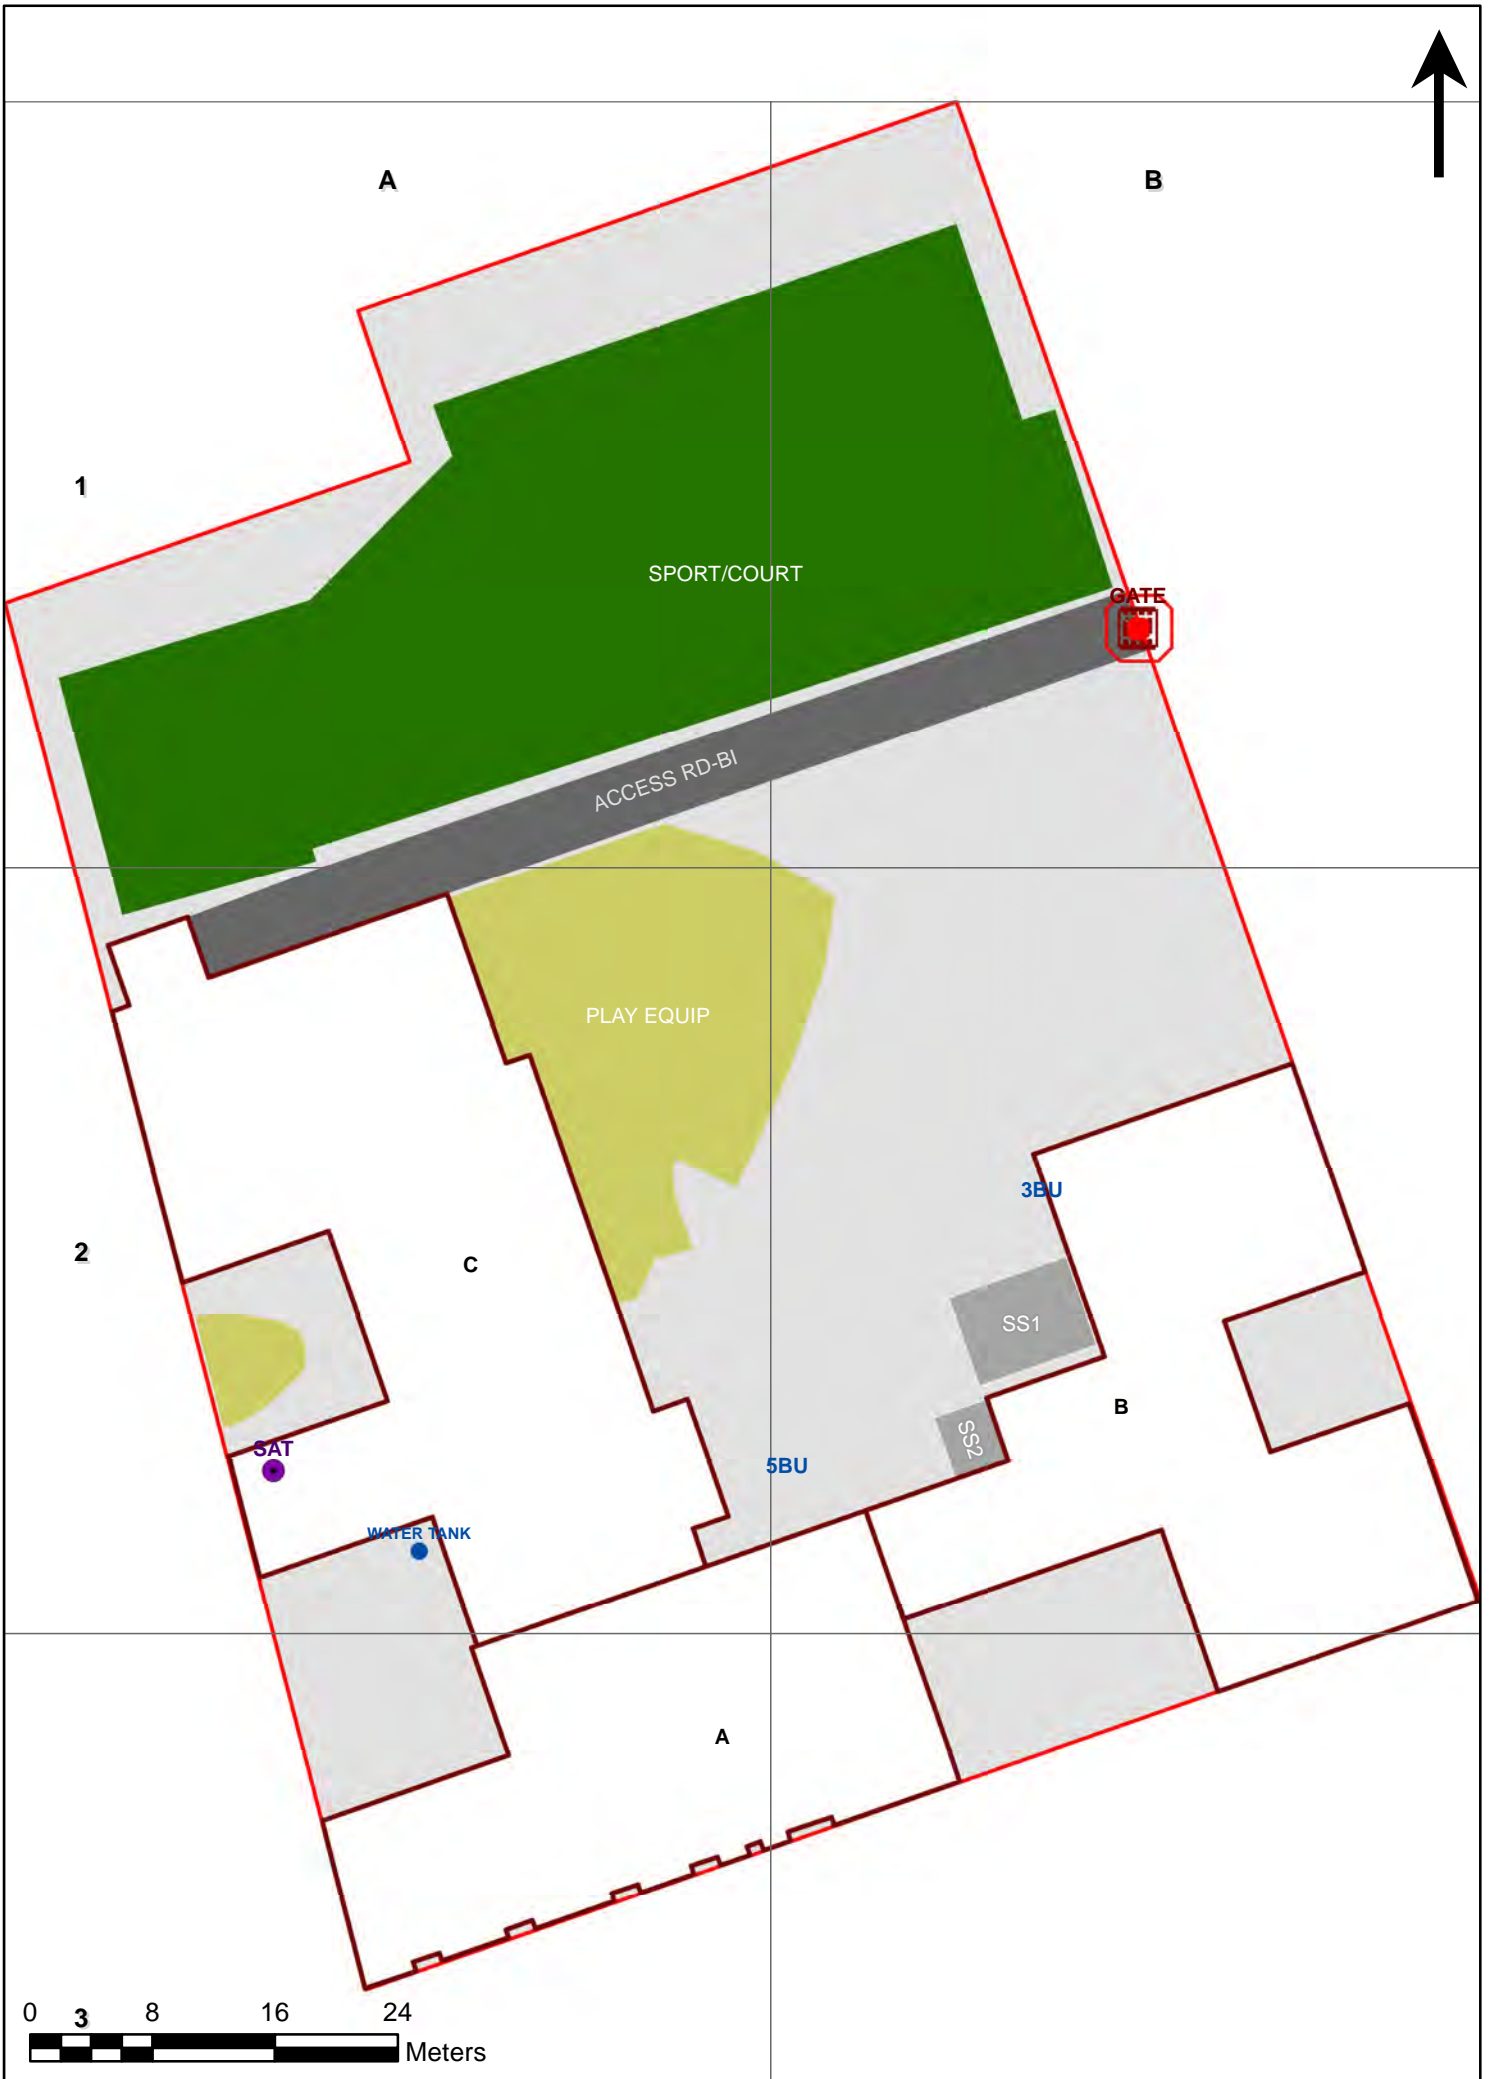 A
B
1
SPORT/COURT
GATE
ACCESS RD-BI
PLAY EQUIP
3BU
2
C
SS1
B
SS2
SAT
5BU
WATER TANK
A
0 3 8 16 24
Meters